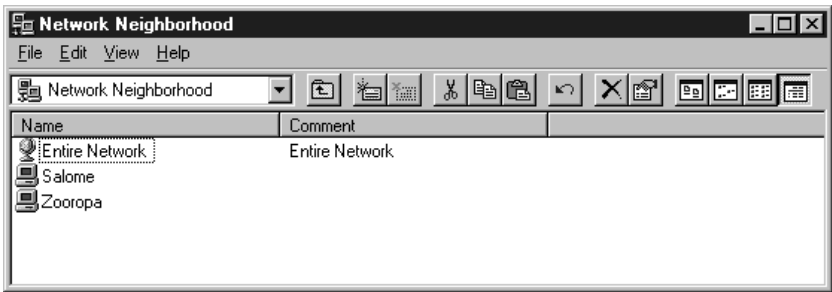 Network Neighborhood
File Edit View Help
Network Neighborhood
Name Comment
Entire Network Entire Network
Salome
Zooropa